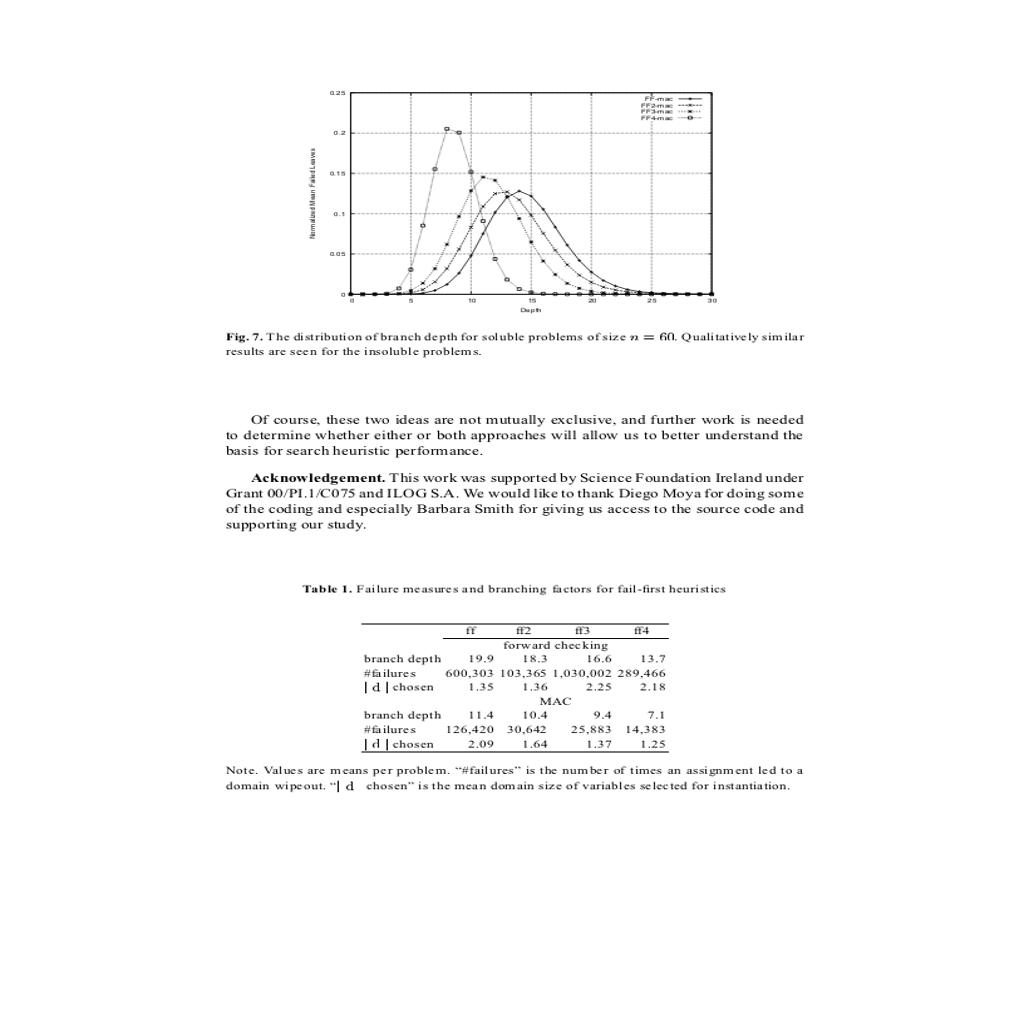 0.25
0.2
0.15
0.1
0.05
0
Normalized Mean Failed Leaves
FF-mac
FF2-mac
FF3-mac
FF4-mac
0 5 10 15 20 25 30
Depth
Fig. 7. The distribution of branch depth for soluble problems of size n = 60. Qualitatively similar
results are seen for the insoluble problems.
Of course, these two ideas are not mutually exclusive, and further work is needed
to determine whether either or both approaches will allow us to better understand the
basis for search heuristic performance.
Acknowledgement. This work was supported by Science Foundation Ireland under
Grant 00/PI.1/C075 and ILOG S.A. We would like to thank Diego Moya for doing some
of the coding and especially Barbara Smith for giving us access to the source code and
supporting our study.
Table 1. Failure measures and branching factors for fail-first heuristics
ff ff2 ff3 ff4
forward checking
branch depth 19.9 18.3 16.6 13.7
#failures 600,303 103,365 1,030,002 289,466
| d | chosen 1.35 1.36 2.25 2.18
MAC
branch depth 11.4 10.4 9.4 7.1
#failures 126,420 30,642 25,883 14,383
| d | chosen 2.09 1.64 1.37 1.25
Note. Values are means per problem. "#failures" is the number of times an assignment led to a
domain wipeout. "| d chosen" is the mean domain size of variables selected for instantiation.